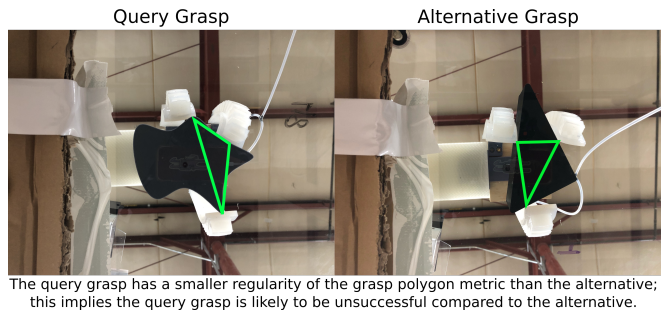 Query Grasp
Alternative Grasp
The query grasp has a smaller regularity of the grasp polygon metric than the alternative;
this implies the query grasp is likely to be unsuccessful compared to the alternative.